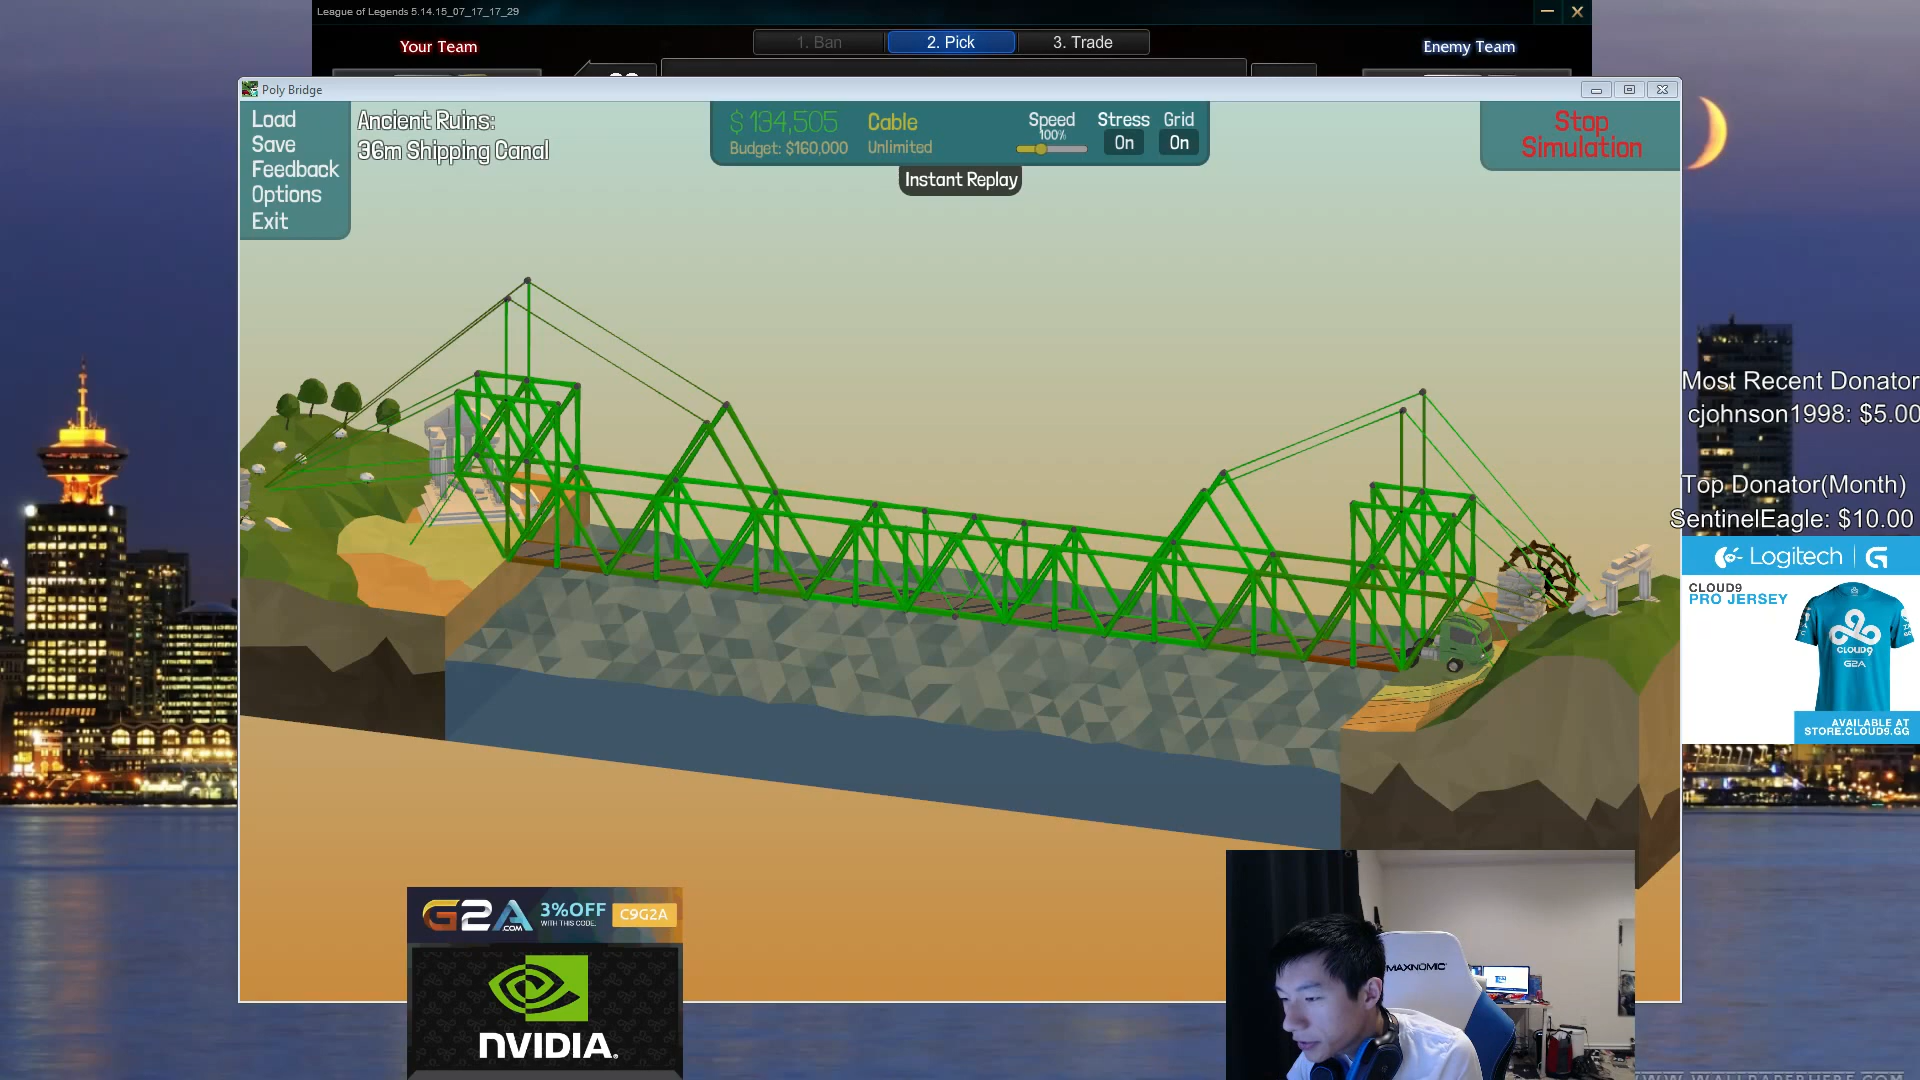 League of Legends 5.14.15_07_17_17_29
Your Team
1. Ban
2. Pick
3. Trade
Enemy Team
Poly Bridge
Load
Save
Feedback
Options
Exit
Ancient Ruins:
36m Shipping Canal
$ 134,505
Budget: $160,000
Cable
Unlimited
Speed
100%
Stress
On
Grid
On
Stop
Simulation
Instant Replay
Most Recent Donator
cjohnson1998: $5.00
Top Donator(Month)
SentinelEagle: $10.00
Logitech G
CLOUD9
PRO JERSEY
CLOUD9
G2A
AVAILABLE AT
STORE.CLOUD9.GG
G2A
.COM
3%OFF
WITH THIS CODE:
C9G2A
NVIDIA.
MAXNOMIC